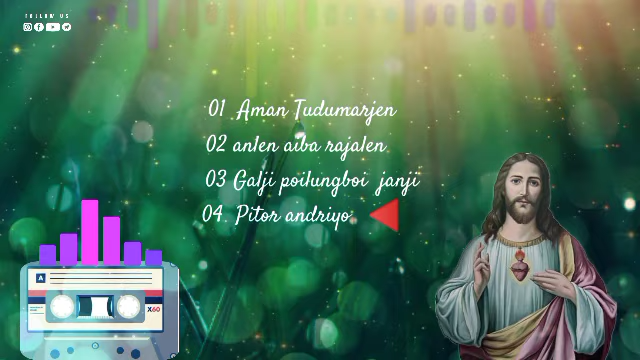 FOLLOW US
01 Aman Tudumarjen
02 anlen aiba rajalen
03 Galji poilungboi janji
04. Pitor andriyo
A
X60